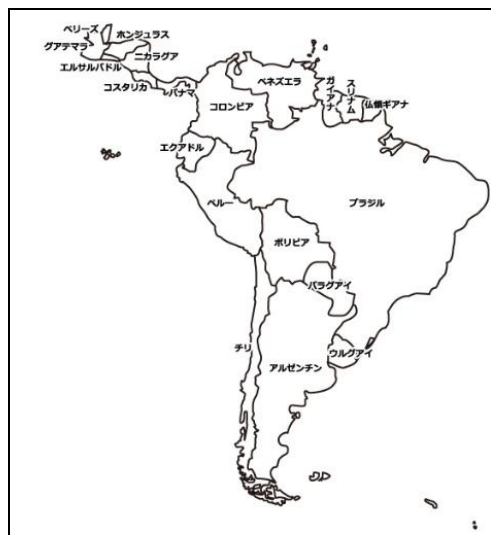 ベリーズ
ホンジュラス
グアテマラ
ニカラグア
エルサルバドル
コスタリカ
パナマ
ベネズエラ
ガイアナ
スリナム
仏領ギアナ
コロンビア
エクアドル
ペルー
ブラジル
ボリビア
パラグアイ
チリ
ウルグアイ
アルゼンチン